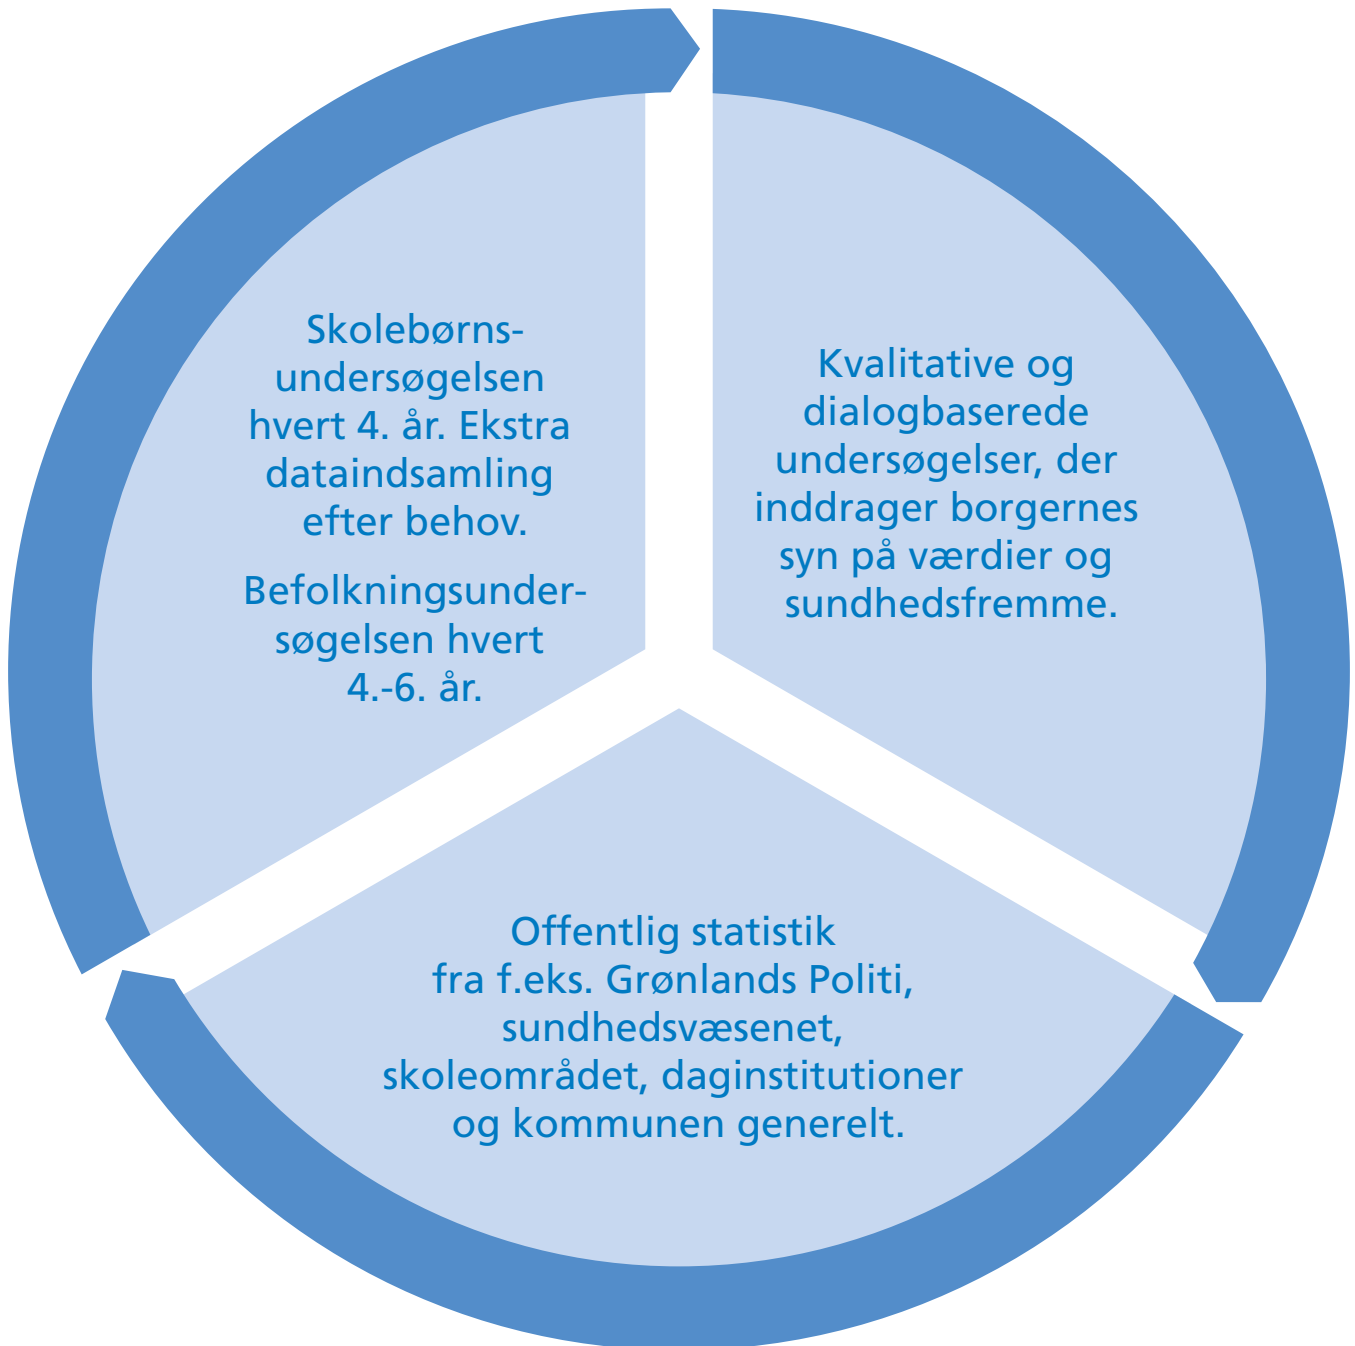 Skolebørns-
undersøgelsen
hvert 4. år. Ekstra
dataindsamling
efter behov.
Befolkningsunder-
søgelsen hvert
4.-6. år.
Kvalitative og
dialogbaserede
undersøgelser, der
inddrager borgernes
syn på værdier og
sundhedsfremme.
Offentlig statistik
fra f.eks. Grønlands Politi,
sundhedsvæsenet,
skoleområdet, daginstitutioner
og kommunen generelt.